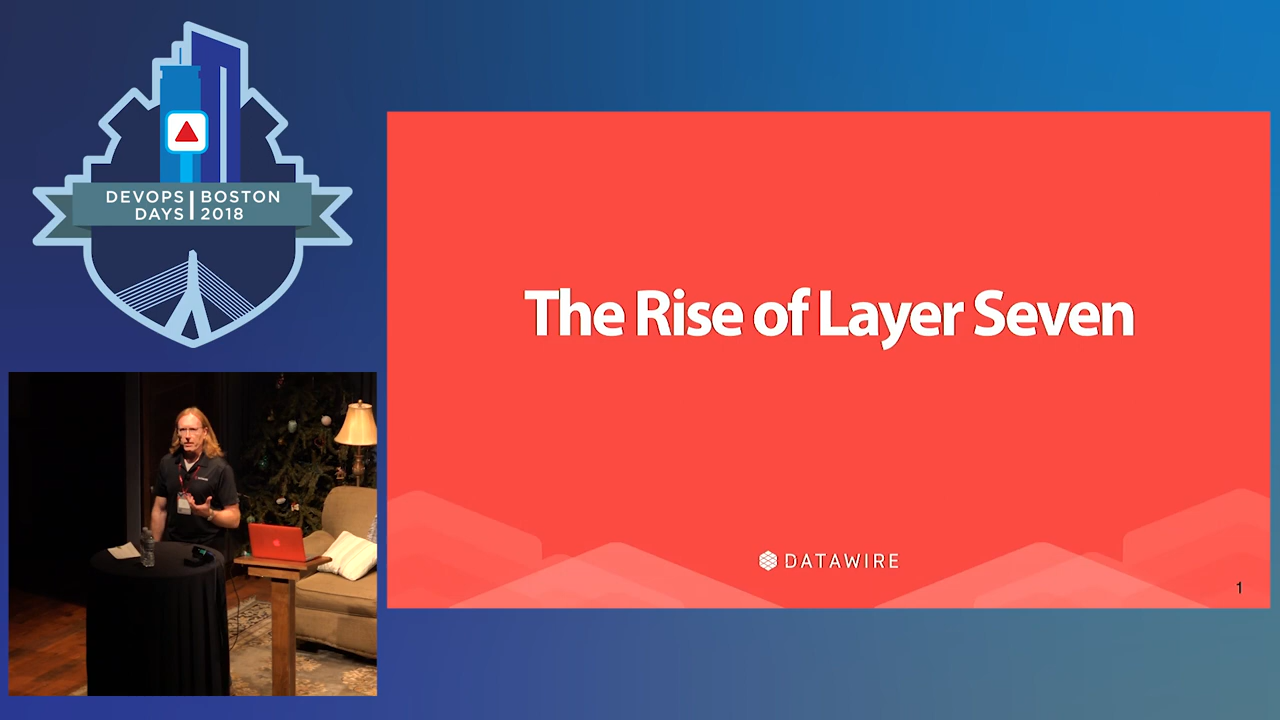 DEVOPS | BOSTON
DAYS | 2018
The Rise of Layer Seven
DATAWIRE
1